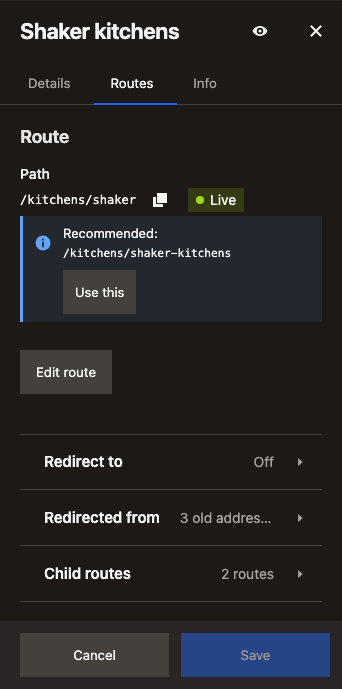 Shaker kitchens
Details Routes Info
Route
Path
/kitchens/shaker Live
Recommended:
/kitchens/shaker-kitchens
Use this
Edit route
Redirect to Off
Redirected from 3 old addres...
Child routes 2 routes
Cancel Save